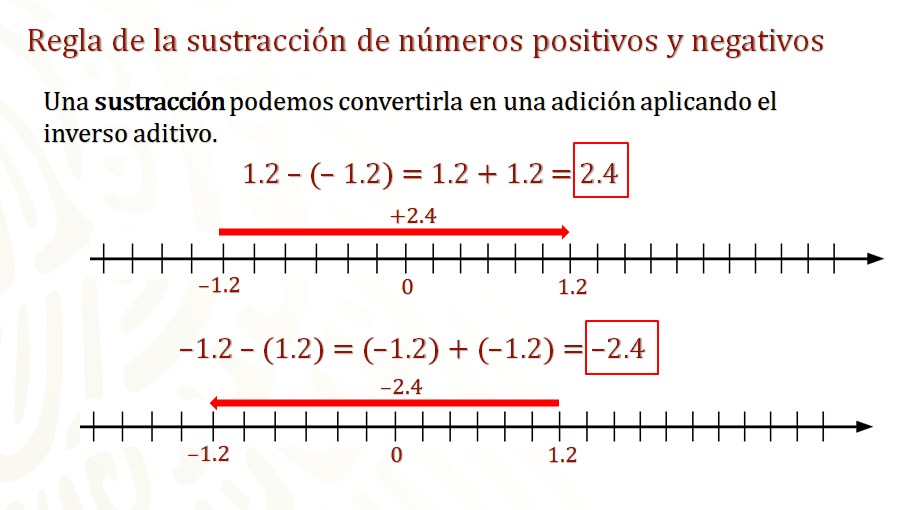 Regla de la sustracción de números positivos y negativos
Una sustracción podemos convertirla en una adición aplicando el
inverso aditivo.
1.2 – (– 1.2) = 1.2 + 1.2 = 2.4
+2.4
–1.2 0 1.2
–1.2 – (1.2) = (–1.2) + (–1.2) = –2.4
–2.4
–1.2 0 1.2